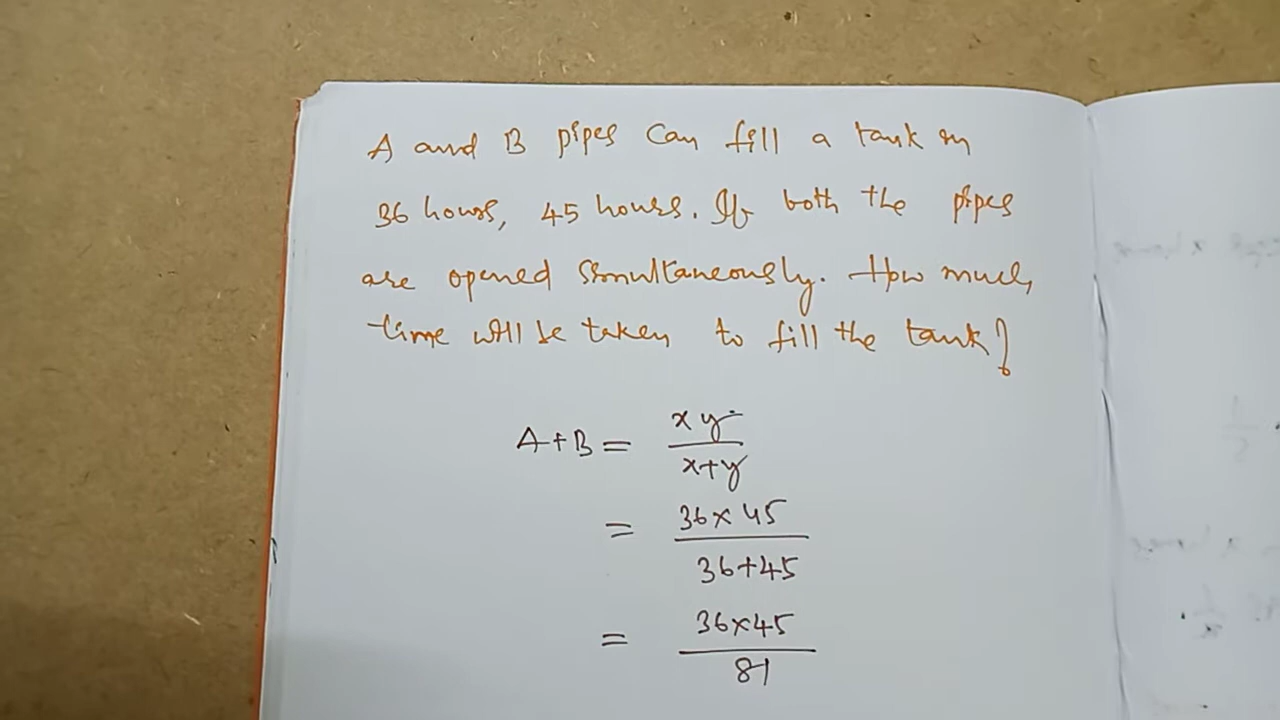 A and B pipes can fill a tank in
36 hours, 45 hours. If both the pipes
are opened simultaneously. How much
time will be taken to fill the tank?
A+B = xy / x+y
= 36×45 / 36+45
= 36×45 / 81